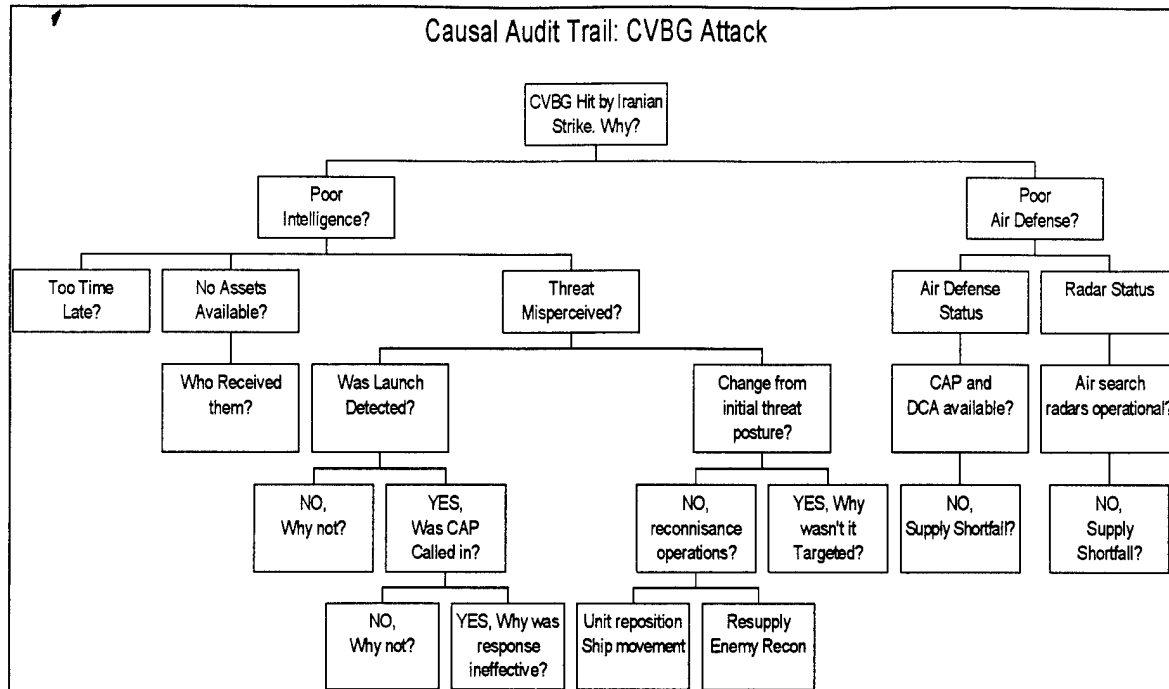 Causal Audit Trail: CVBG Attack
CVBG Hit by Iranian
Strike. Why?
Poor
Intelligence?
Poor
Air Defense?
Too Time
Late?
No Assets
Available?
Threat
Misperceived?
Air Defense
Status
Radar Status
Who Received
them?
Was Launch
Detected?
Change from
initial threat
posture?
CAP and
DCA available?
Air search
radars operational?
NO,
Why not?
YES,
Was CAP
Called in?
NO,
reconnisance
operations?
YES, Why
wasn't it
Targeted?
NO,
Supply Shortfall?
NO,
Supply
Shortfall?
NO,
Why not?
YES, Why was
response
ineffective?
Unit reposition
Ship movement
Resupply
Enemy Recon